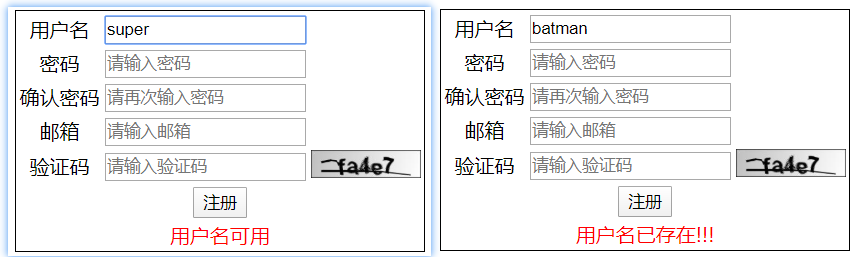 用户名 super
密码 请输入密码
确认密码 请再次输入密码
邮箱 请输入邮箱
验证码 请输入验证码 fa4e7
注册
用户名可用
用户名 batman
密码 请输入密码
确认密码 请再次输入密码
邮箱 请输入邮箱
验证码 请输入验证码 fa4e7
注册
用户名已存在!!!